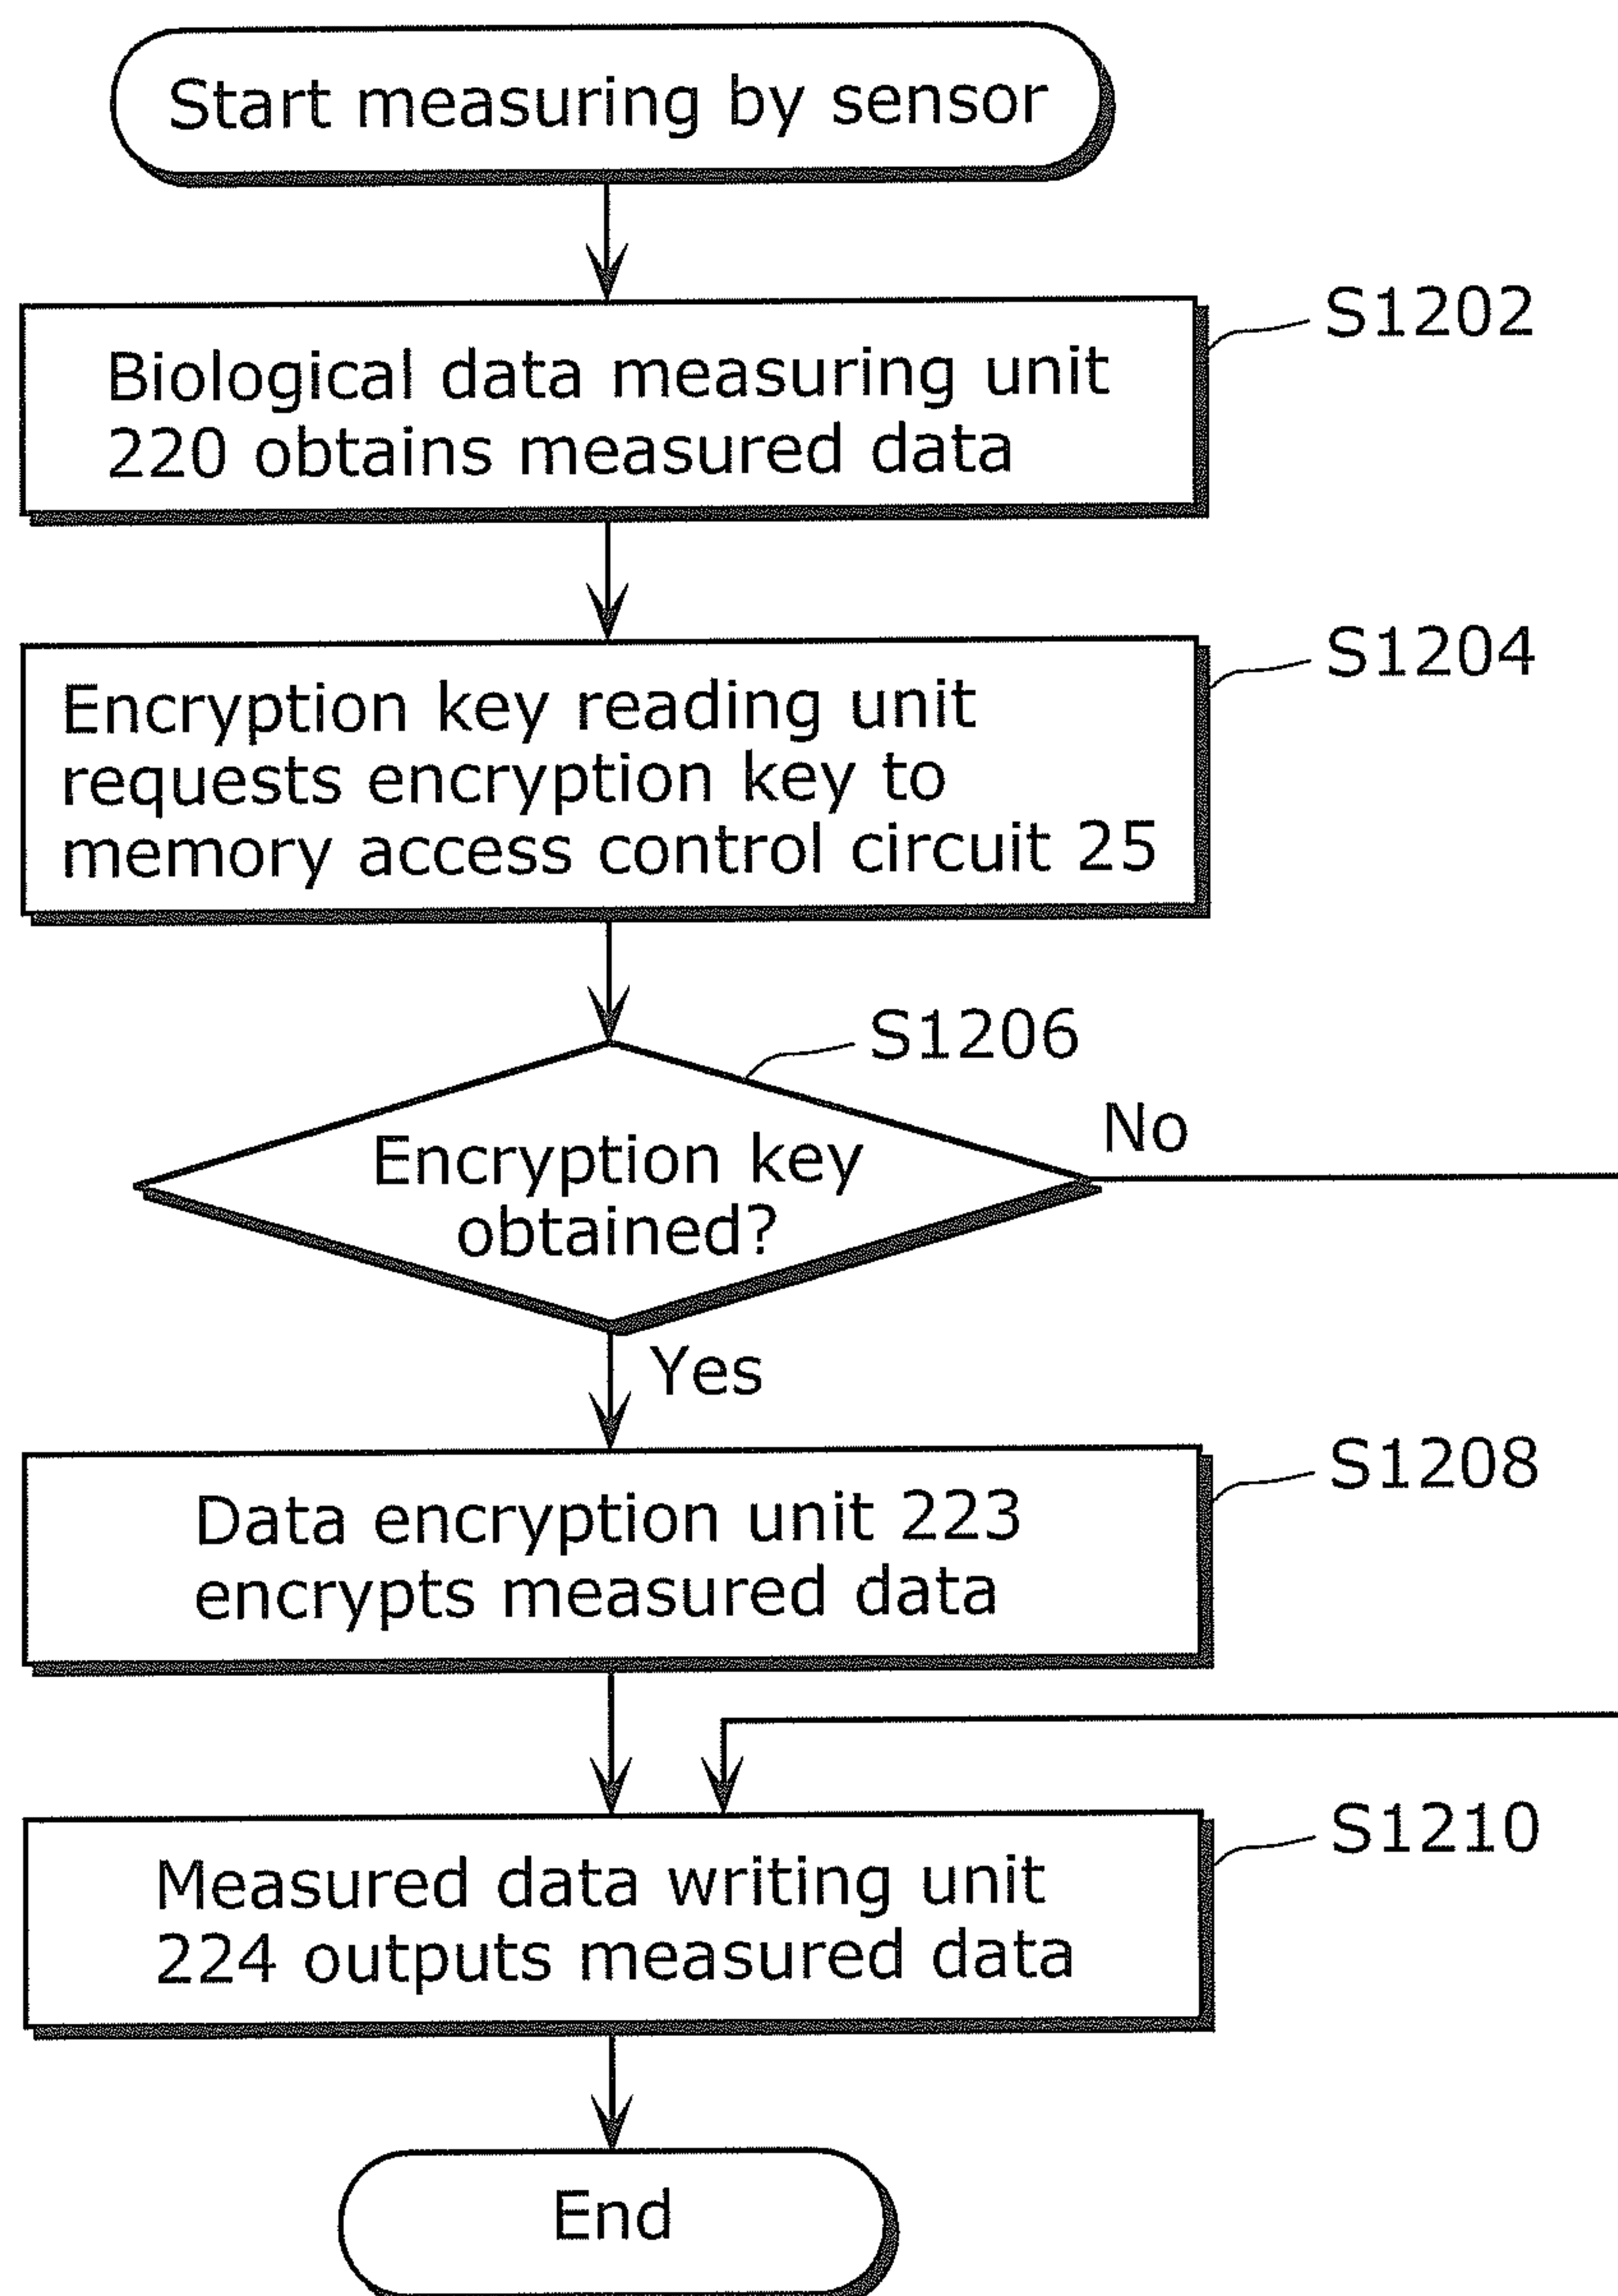 Start measuring by sensor
S1202
Biological data measuring unit
220 obtains measured data
S1204
Encryption key reading unit
requests encryption key to
memory access control circuit 25
S1206
No
Encryption key
obtained?
Yes
S1208
Data encryption unit 223
encrypts measured data
S1210
Measured data writing unit
224 outputs measured data
End